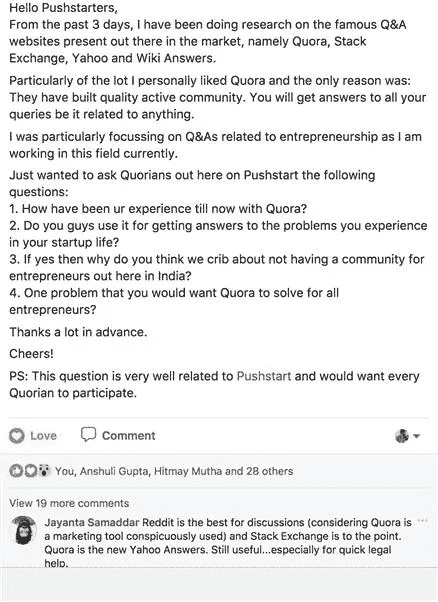 Hello Pushstarters,
From the past 3 days, I have been doing research on the famous Q&A
websites present out there in the market, namely Quora, Stack
Exchange, Yahoo and Wiki Answers.
Particularly of the lot I personally liked Quora and the only reason was:
They have built quality active community. You will get answers to all your
queries be it related to anything.
I was particularly focussing on Q&As related to entrepreneurship as I am
working in this field currently.
Just wanted to ask Quorians out here on Pushstart the following
questions:
1. How have been ur experience till now with Quora?
2. Do you guys use it for getting answers to the problems you experience
in your startup life?
3. If yes then why do you think we crib about not having a community for
entrepreneurs out here in India?
4. One problem that you would want Quora to solve for all
entrepreneurs?
Thanks a lot in advance.
Cheers!
PS: This question is very well related to Pushstart and would want every
Quorian to participate.
Love Comment
You, Anshuli Gupta, Hitmay Mutha and 28 others
View 19 more comments
Jayanta Samaddar Reddit is the best for discussions (considering Quora is
a marketing tool conspicuously used) and Stack Exchange is to the point.
Quora is the new Yahoo Answers. Still useful...especially for quick legal
help.